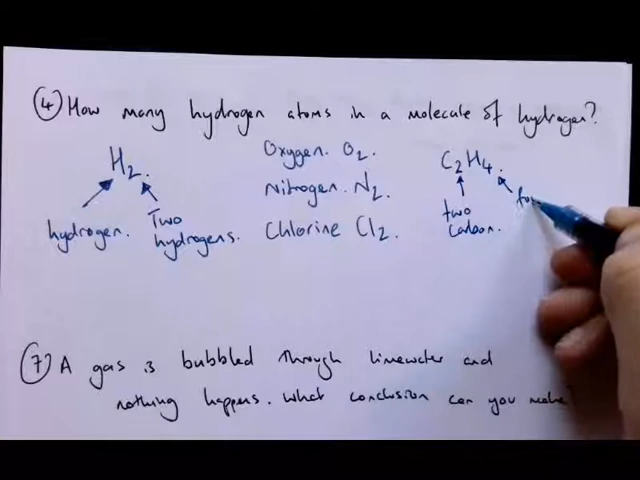 ④ How many hydrogen atoms in a molecule of hydrogen?
H2.
hydrogen.
Two
hydrogens.
Oxygen. O2.
Nitrogen. N2.
Chlorine Cl2.
C2H4.
two
carbon.
fo
⑦ A gas is bubbled through limewater and
nothing happens. What conclusion can you make?